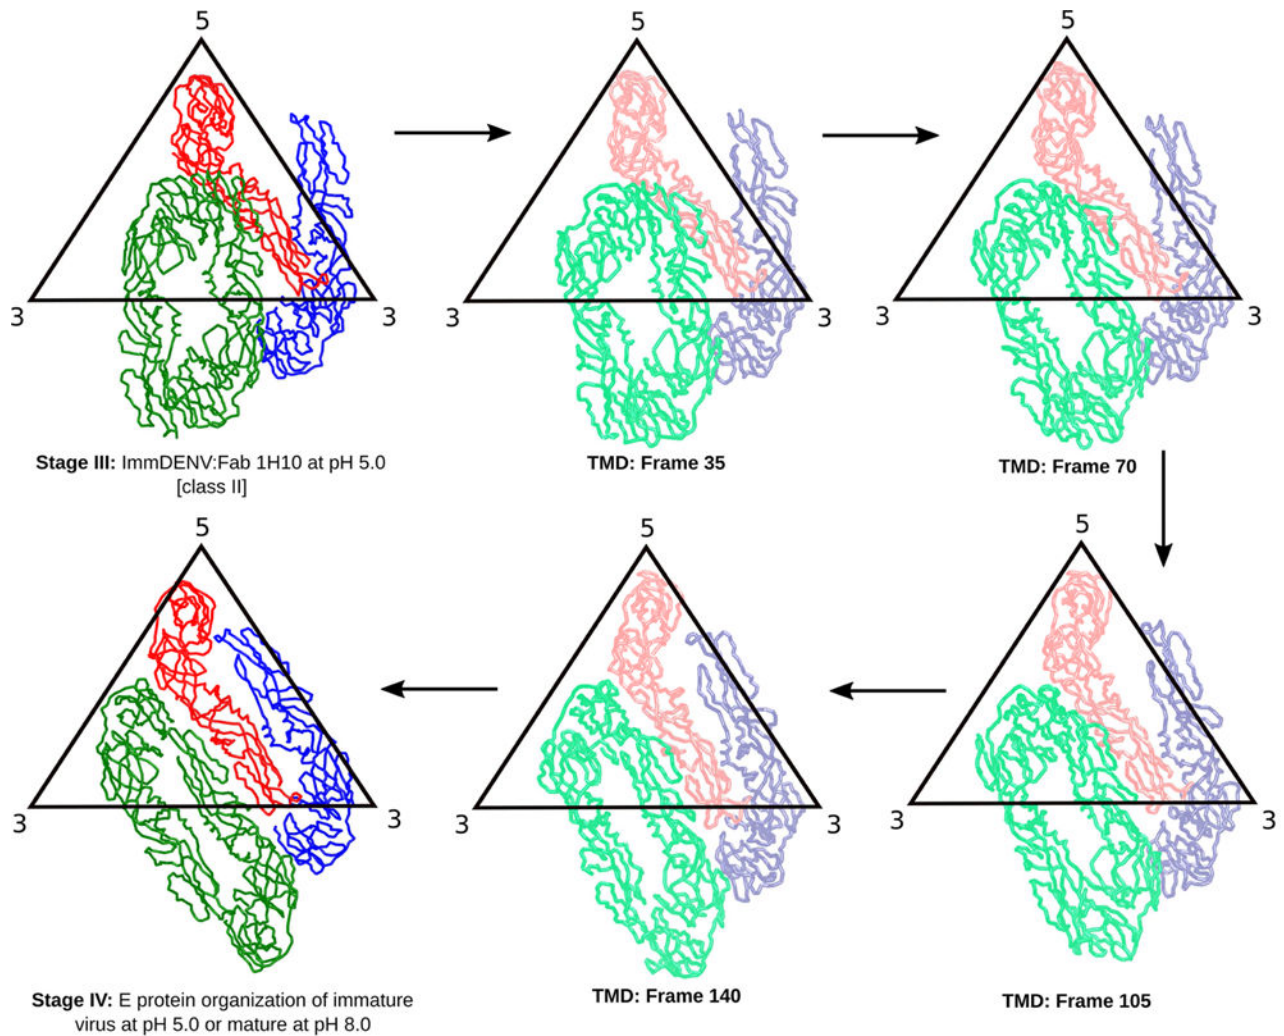 5
5
5
3
3
3
3
3
3
Stage III: ImmDENV:Fab 1H10 at pH 5.0
[class II]
TMD: Frame 35
TMD: Frame 70
5
5
5
3
3
3
3
3
3
Stage IV: E protein organization of immature
virus at pH 5.0 or mature at pH 8.0
TMD: Frame 140
TMD: Frame 105